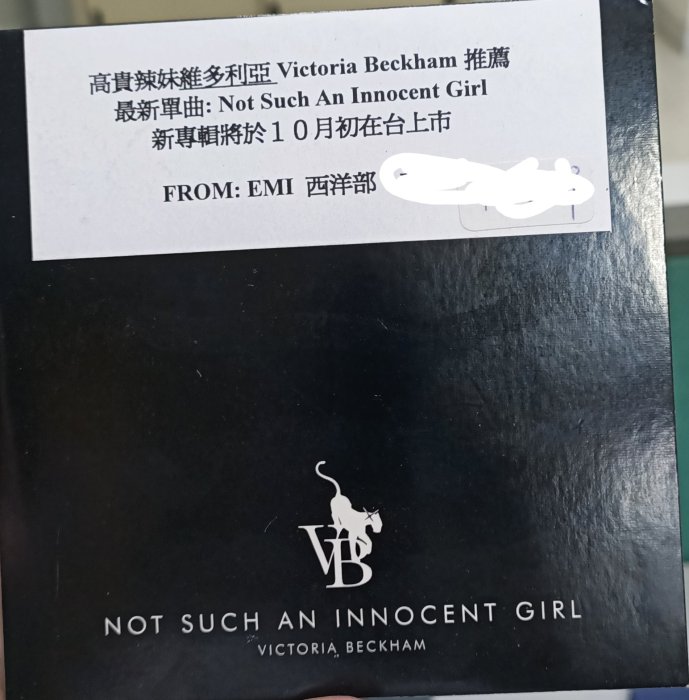 高貴辣妹維多利亞 Victoria Beckham 推薦
最新單曲: Not Such An Innocent Girl
新專輯將於１０月初在台上市
FROM: EMI 西洋部
VB
NOT SUCH AN INNOCENT GIRL
VICTORIA BECKHAM